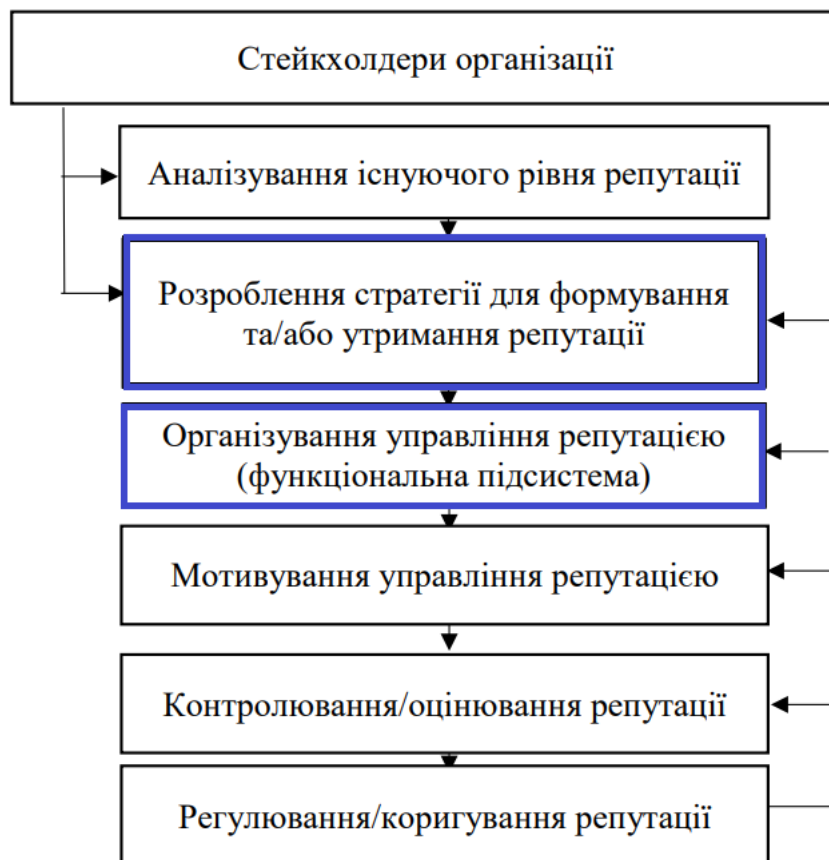 Стейкхолдери організації
Аналізування існуючого рівня репутації
Розроблення стратегії для формування
та/або утримання репутації
Організування управління репутацією
(функціональна підсистема)
Мотивування управління репутацією
Контролювання/оцінювання репутації
Регулювання/коригування репутації